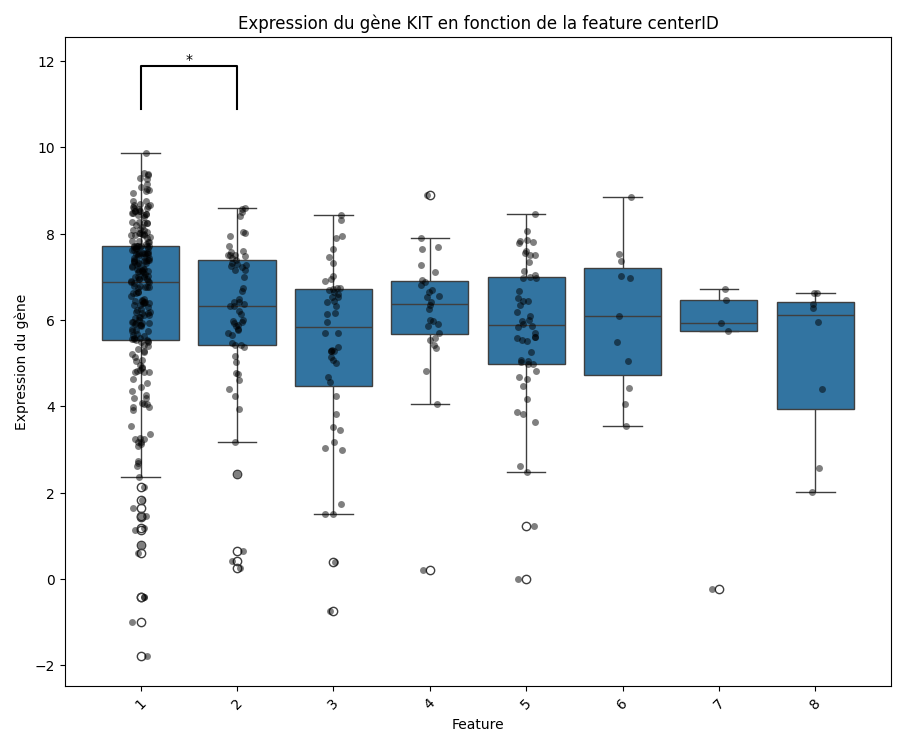 Expression du gène KIT en fonction de la feature centerID
*
12
10
8
6
4
2
0
−2
Expression du gène
1 2 3 4 5 6 7 8
Feature